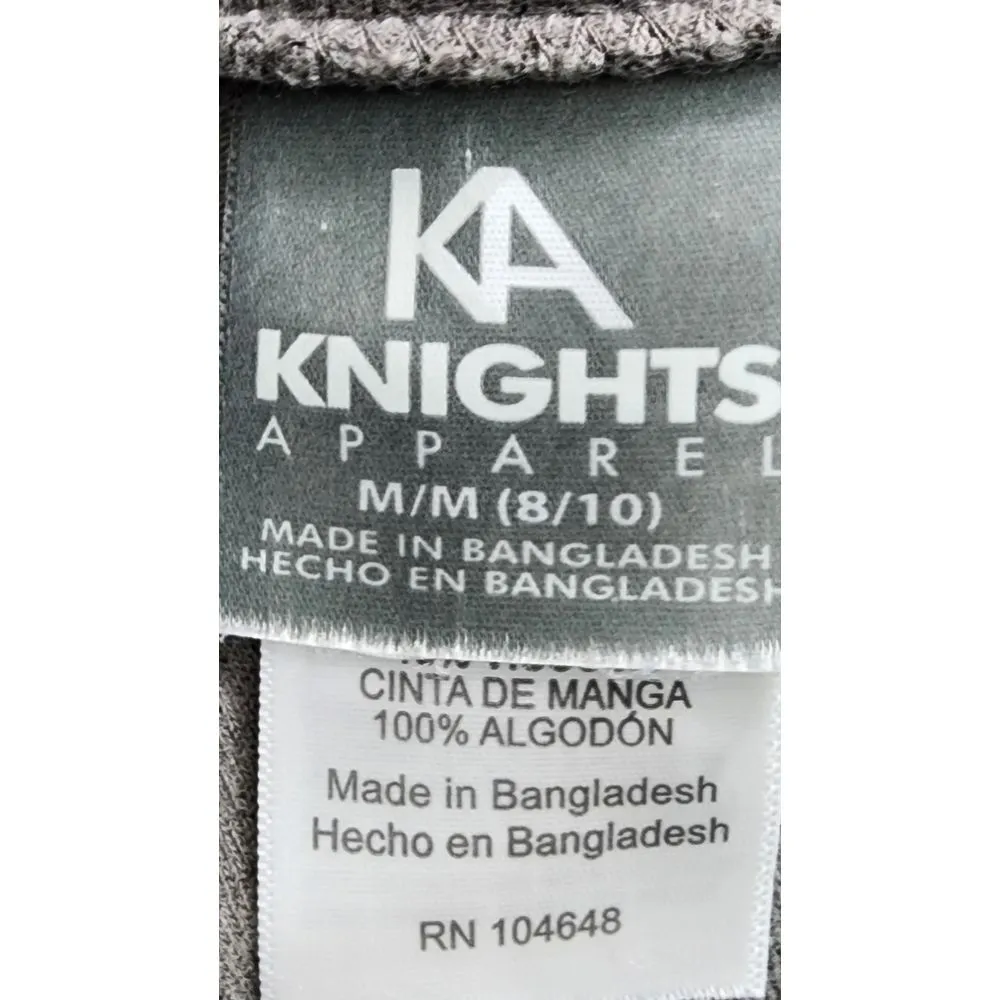 KA
KNIGHTS
APPAREL
M/M (8/10)
MADE IN BANGLADESH
HECHO EN BANGLADESH
CINTA DE MANGA
100% ALGODÓN
Made in Bangladesh
Hecho en Bangladesh
RN 104648